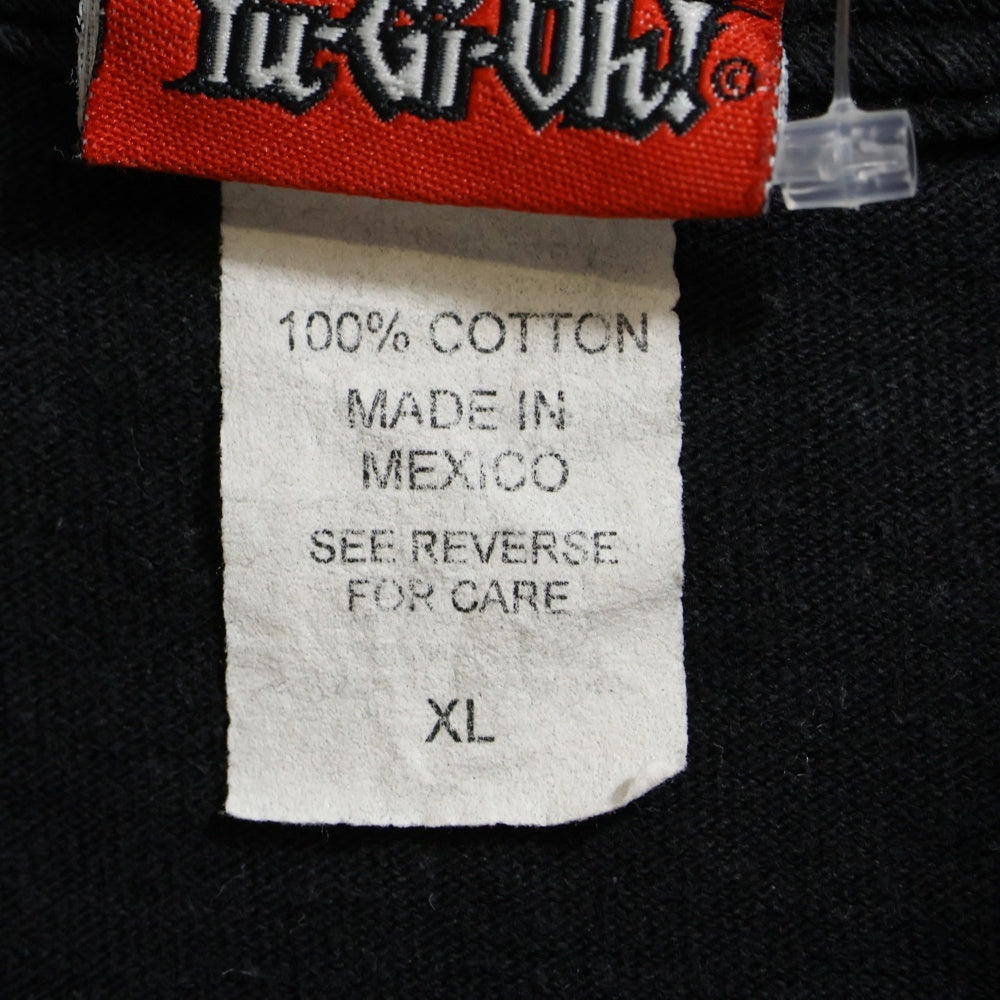 Yu-Gi-Oh! ©
100% COTTON
MADE IN
MEXICO
SEE REVERSE
FOR CARE
XL